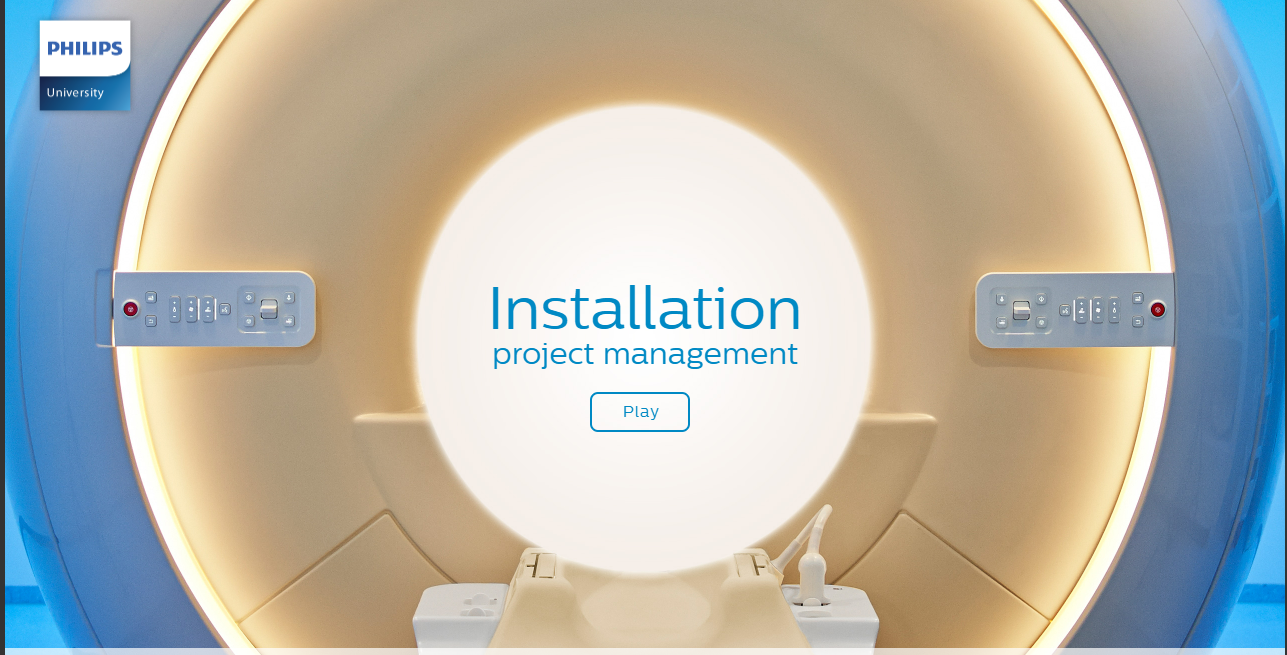 PHILIPS
University
Installation
project management
Play